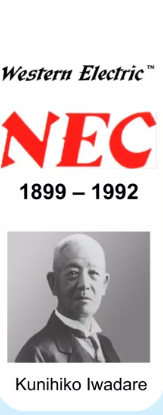 Western Electric™
NEC
1899 – 1992
Kunihiko Iwadare